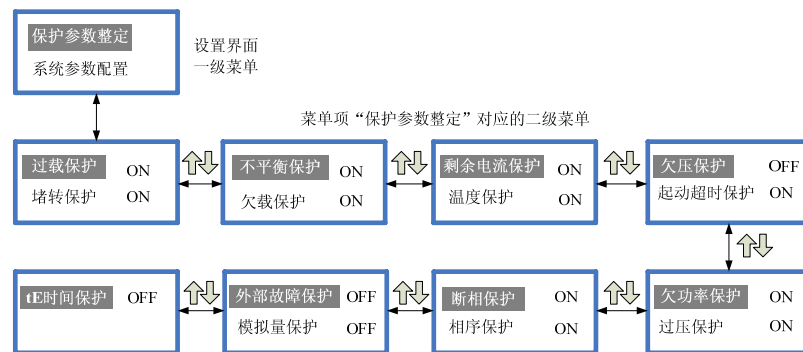 保护参数整定
系统参数配置
设置界面
一级菜单
菜单项“保护参数整定”对应的二级菜单
过载保护 ON
堵转保护 ON
不平衡保护 ON
欠载保护 ON
剩余电流保护 ON
温度保护 ON
欠压保护 OFF
起动超时保护 ON
tE时间保护 OFF
外部故障保护 OFF
模拟量保护 OFF
断相保护 ON
相序保护 ON
欠功率保护 ON
过压保护 ON